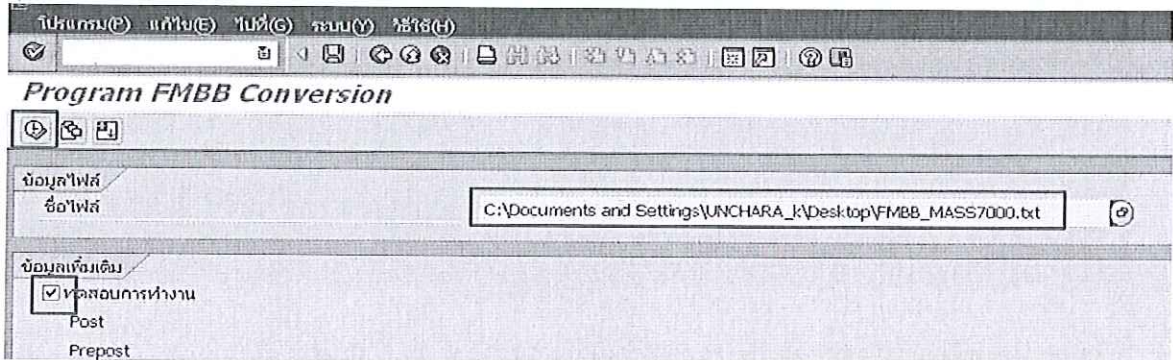 โปรแกรม(P) แก้ไข(E) ไปที่(G) ระบบ(Y) วิธีใช้(H)
Program FMBB Conversion
ข้อมูลไฟล์
ชื่อไฟล์ C:\Documents and Settings\UNCHARA_k\Desktop\FMBB_MASS7000.txt
ข้อมูลเพิ่มเติม
ทดสอบการทำงาน
Post
Prepost